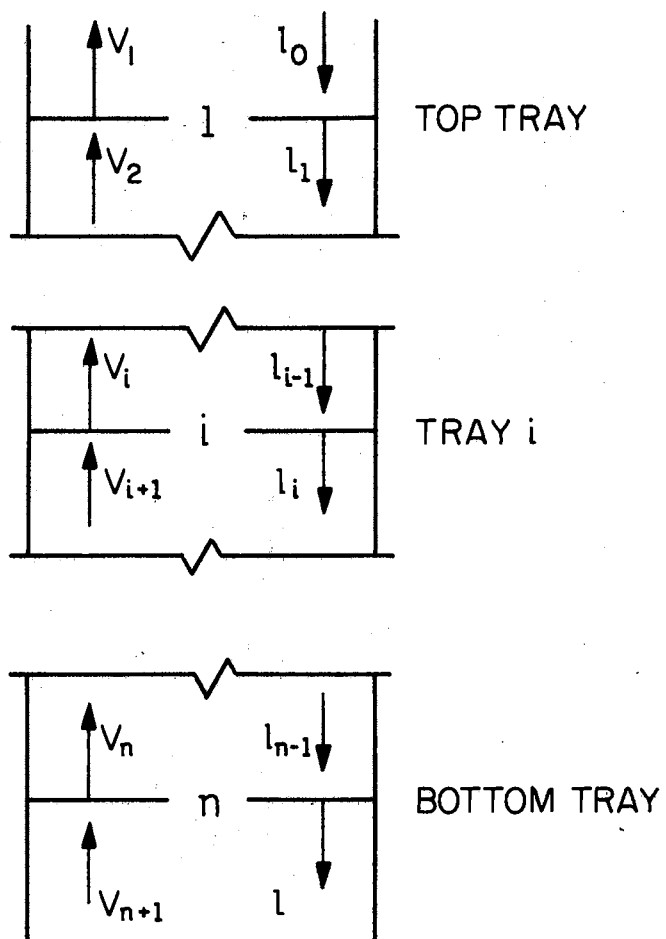 V₁ l₀
1 TOP TRAY
V₂ l₁
Vᵢ lᵢ₋₁
i TRAY i
Vᵢ₊₁ lᵢ
Vₙ lₙ₋₁
n BOTTOM TRAY
Vₙ₊₁ l